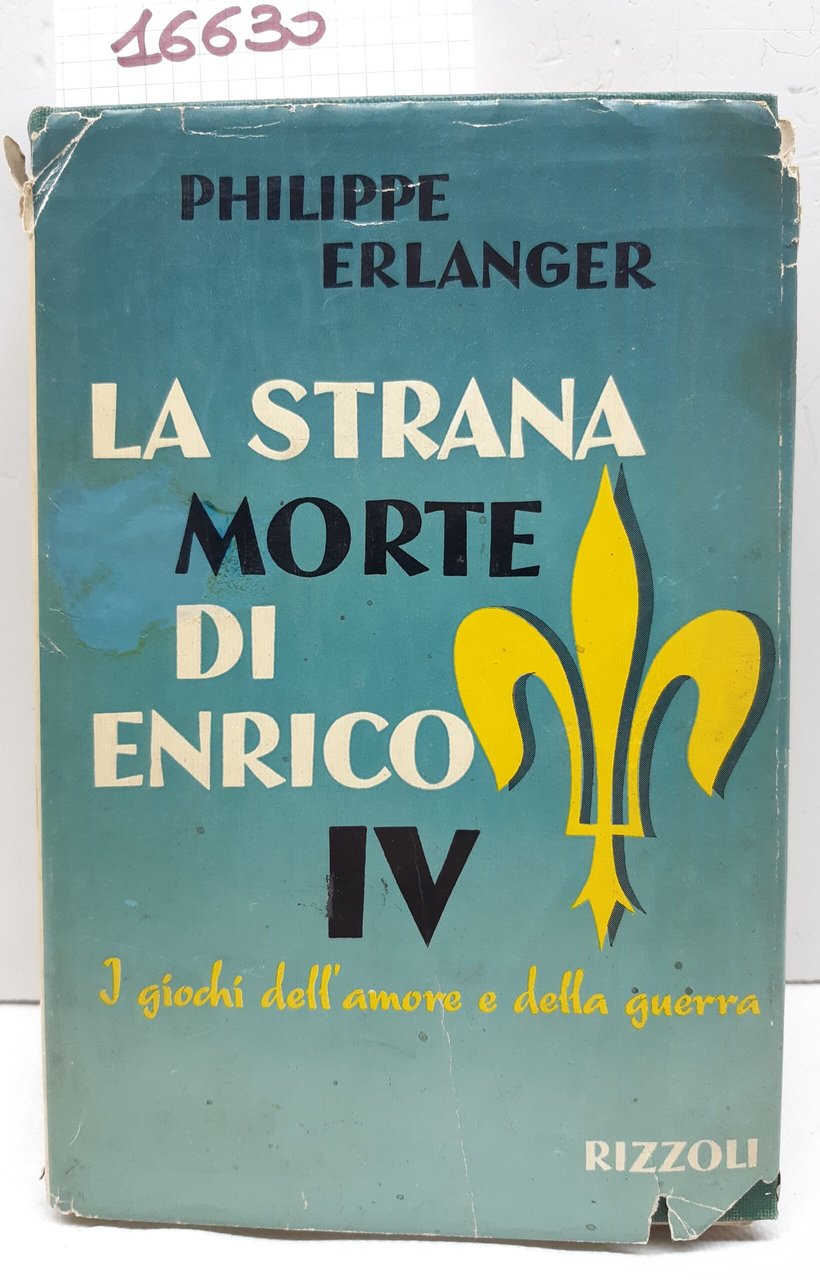 16630
PHILIPPE
ERLANGER
LA STRANA
MORTE
DI
ENRICO
IV
I giochi dell'amore e della guerra
RIZZOLI